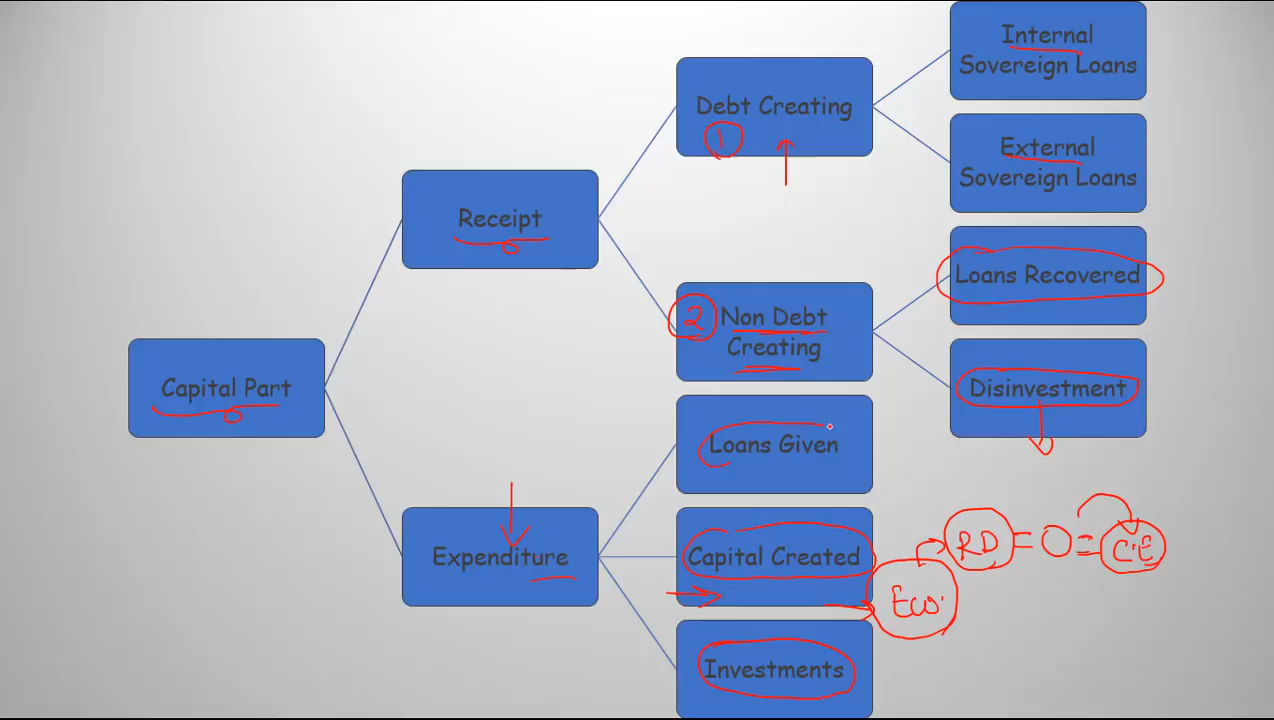 Capital Part
Receipt
Expenditure
Debt Creating
1
2
Non Debt
Creating
Loans Given
Capital Created
Investments
Internal
Sovereign Loans
External
Sovereign Loans
Loans Recovered
Disinvestment
RD = 0 = C.E